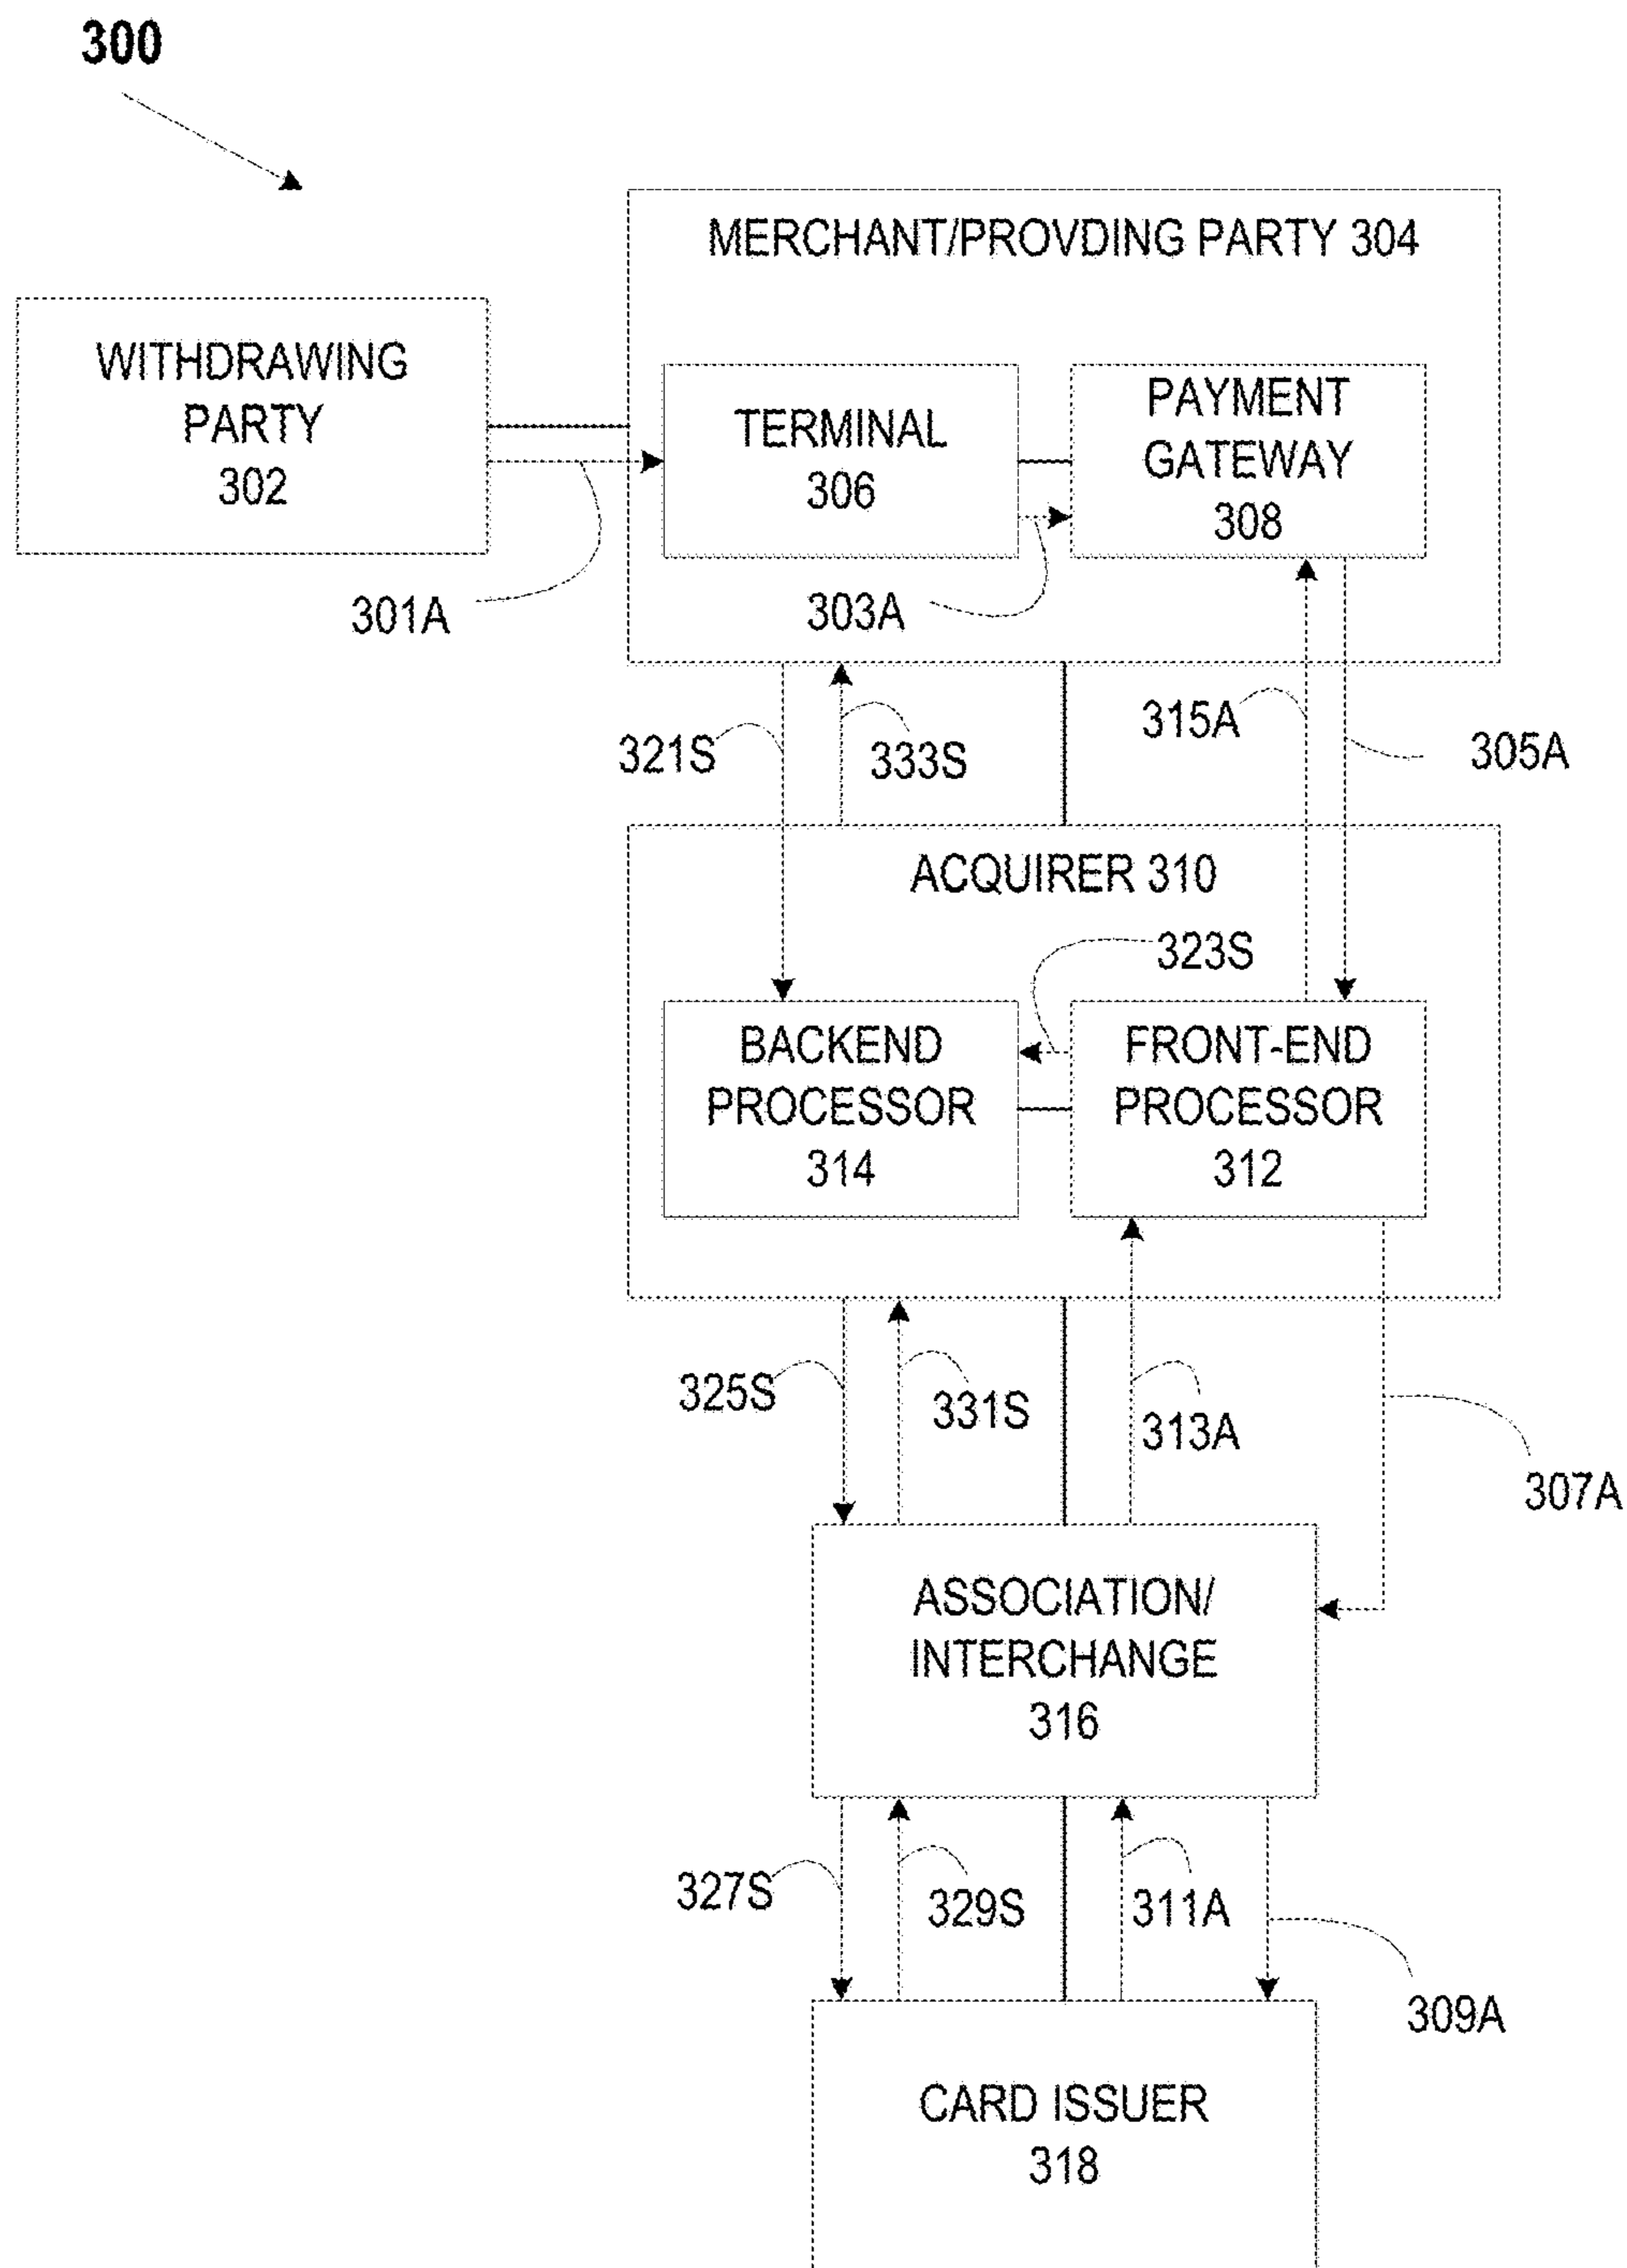 300
MERCHANT/PROVDING PARTY 304
WITHDRAWING
PARTY
302
TERMINAL
306
PAYMENT
GATEWAY
308
301A
303A
321S
333S
315A
305A
ACQUIRER 310
323S
BACKEND
PROCESSOR
314
FRONT-END
PROCESSOR
312
325S
331S
313A
307A
ASSOCIATION/
INTERCHANGE
316
327S
329S
311A
309A
CARD ISSUER
318